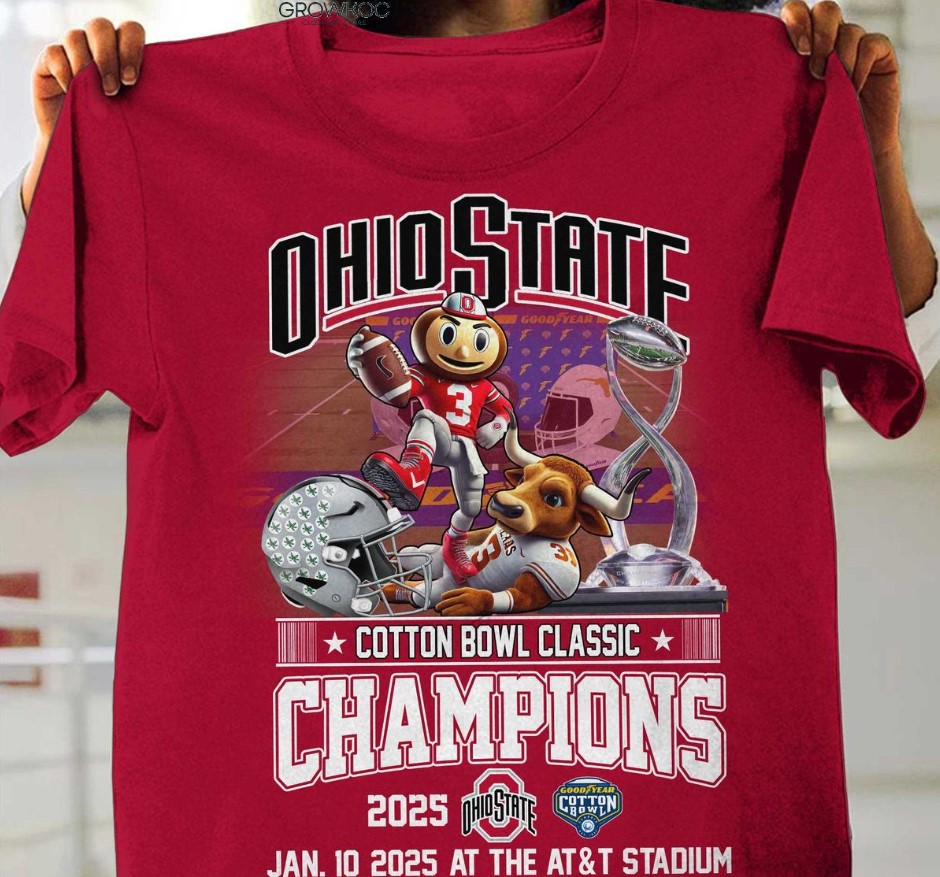 GROWKOC
OHIO STATE
GOODYEAR
O
3
35
COTTON BOWL CLASSIC
CHAMPIONS
2025
OHIO STATE
GOODYEAR
COTTON
BOWL
JAN. 10 2025 AT THE AT&T STADIUM